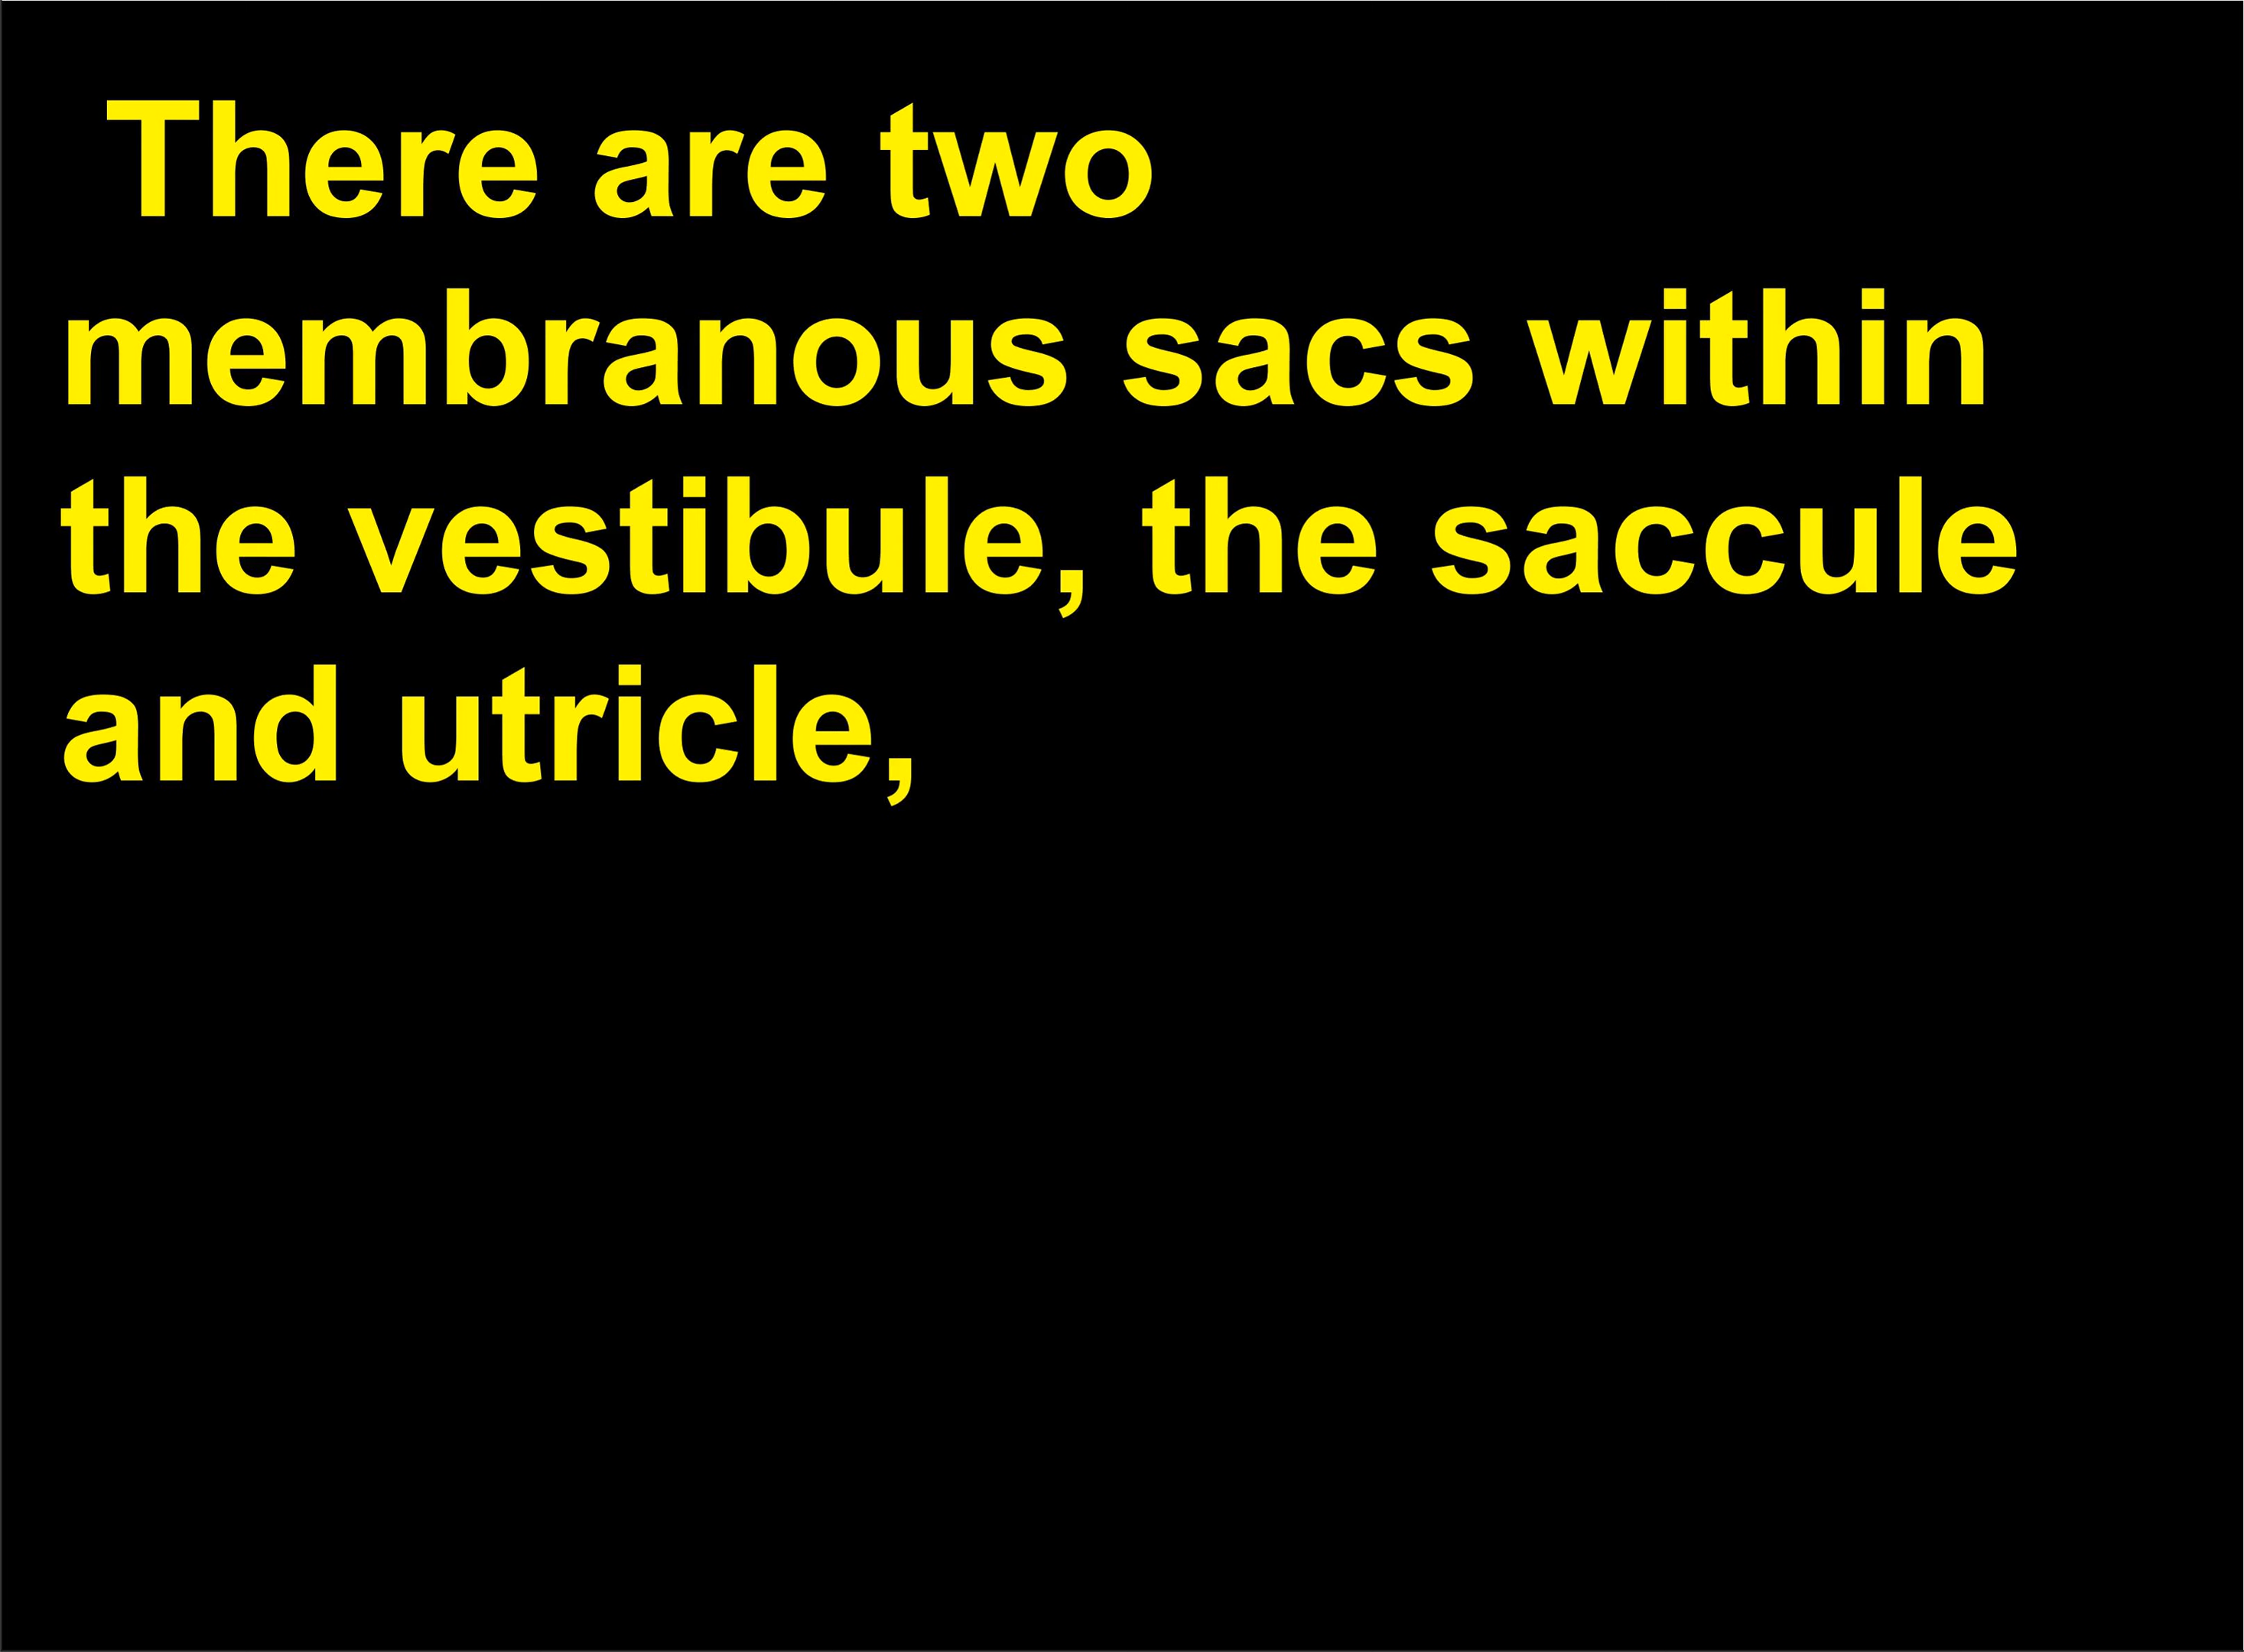 There are two
membranous sacs within
the vestibule, the saccule
and utricle,